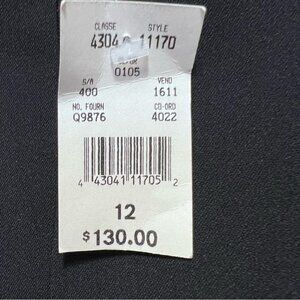 CLASSE STYLE
4304 11170
0105
S/A VEND
400 1611
NO. FOURN CO-ORD
Q9876 4022
4 43041 11705 2
12
$130.00